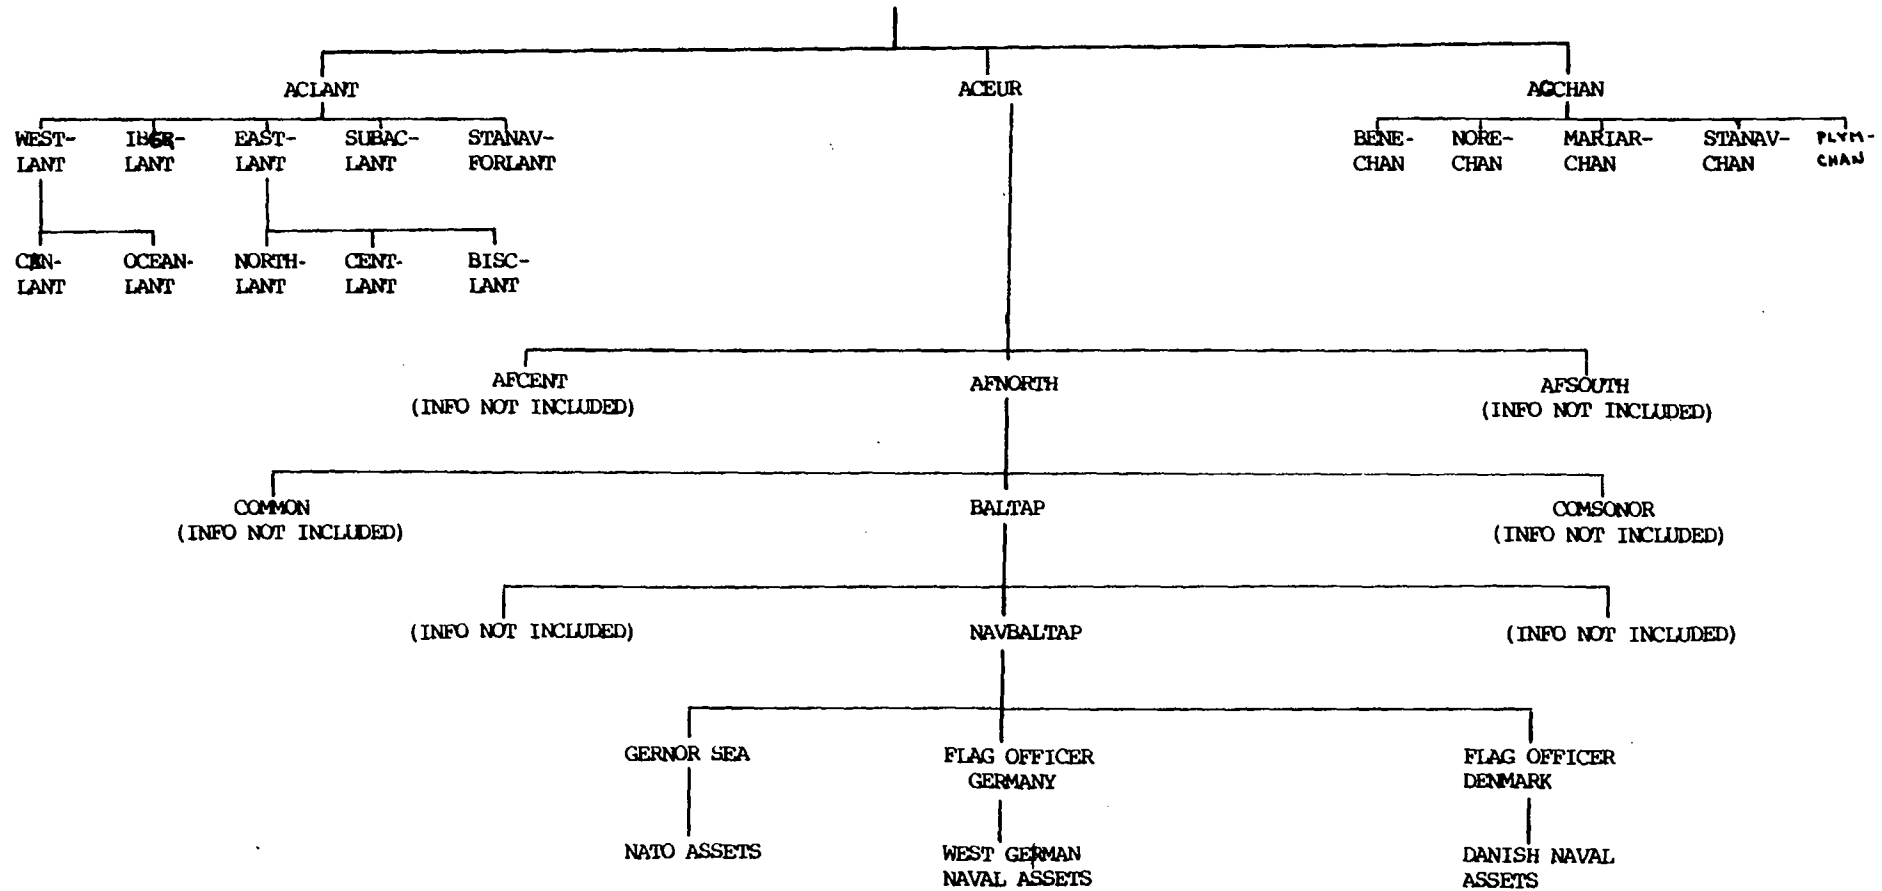 ACLANT
ACEUR
ACCHAN
WEST-
LANT
IBER-
LANT
EAST-
LANT
SUBAC-
LANT
STANAV-
FORLANT
BENE-
CHAN
NORE-
CHAN
MARIAR-
CHAN
STANAV-
CHAN
PLYM-
CHAN
CAN-
LANT
OCEAN-
LANT
NORTH-
LANT
CENT-
LANT
BISC-
LANT
AFCENT
(INFO NOT INCLUDED)
AFNORTH
AFSOUTH
(INFO NOT INCLUDED)
COMMON
(INFO NOT INCLUDED)
BALTAP
COMSONOR
(INFO NOT INCLUDED)
(INFO NOT INCLUDED)
NAVBALTAP
(INFO NOT INCLUDED)
GERNOR SEA
FLAG OFFICER
GERMANY
FLAG OFFICER
DENMARK
NATO ASSETS
WEST GERMAN
NAVAL ASSETS
DANISH NAVAL
ASSETS